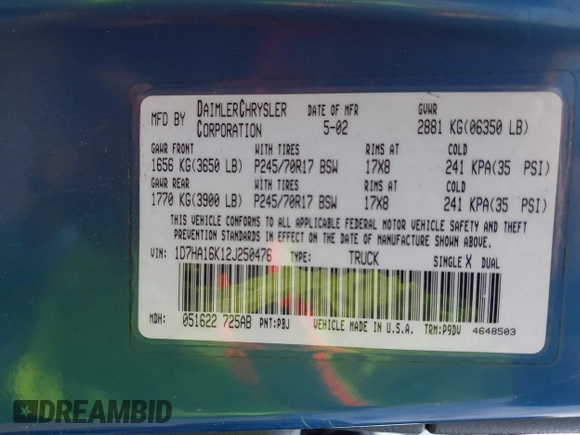 MFD BY DAIMLERCHRYSLER CORPORATION DATE OF MFR 5-02 GVWR 2881 KG(06350 LB)
GAWR FRONT WITH TIRES RIMS AT COLD
1656 KG(3650 LB) P245/70R17 BSW 17X8 241 KPA(35 PSI)
GAWR REAR WITH TIRES RIMS AT COLD
1770 KG(3900 LB) P245/70R17 BSW 17X8 241 KPA(35 PSI)
THIS VEHICLE CONFORMS TO ALL APPLICABLE FEDERAL MOTOR VEHICLE SAFETY AND THEFT
PREVENTION STANDARDS IN EFFECT ON THE DATE OF MANUFACTURE SHOWN ABOVE.
VIN: 1D7HA16K12J250476 TYPE: TRUCK SINGLE X DUAL
MDH: 051622 725AB PNT:PBJ VEHICLE MADE IN U.S.A. TRM:P9DV 4648503
DREAMBID